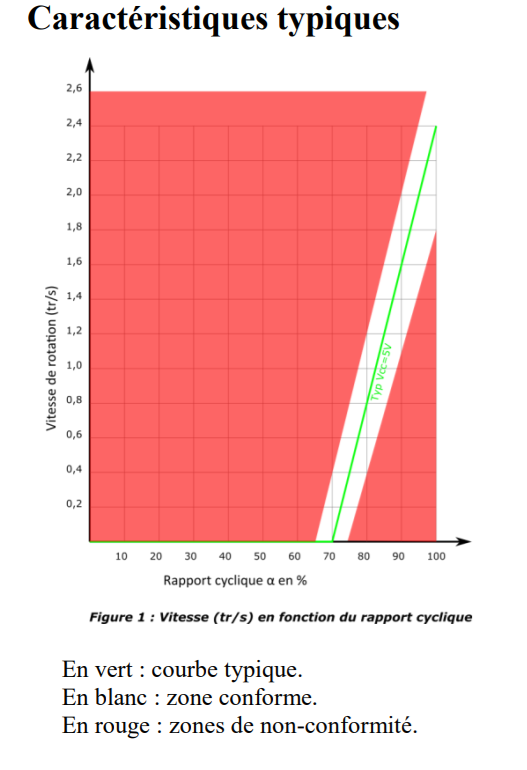 Caractéristiques typiques
2,6
2,4
2,2
2,0
1,8
1,6
1,4
1,2
1,0
0,8
0,6
0,4
0,2
Vitesse de rotation (tr/s)
Typ Vcc=5V
10 20 30 40 50 60 70 80 90 100
Rapport cyclique α en %
Figure 1 : Vitesse (tr/s) en fonction du rapport cyclique
En vert : courbe typique.
En blanc : zone conforme.
En rouge : zones de non-conformité.